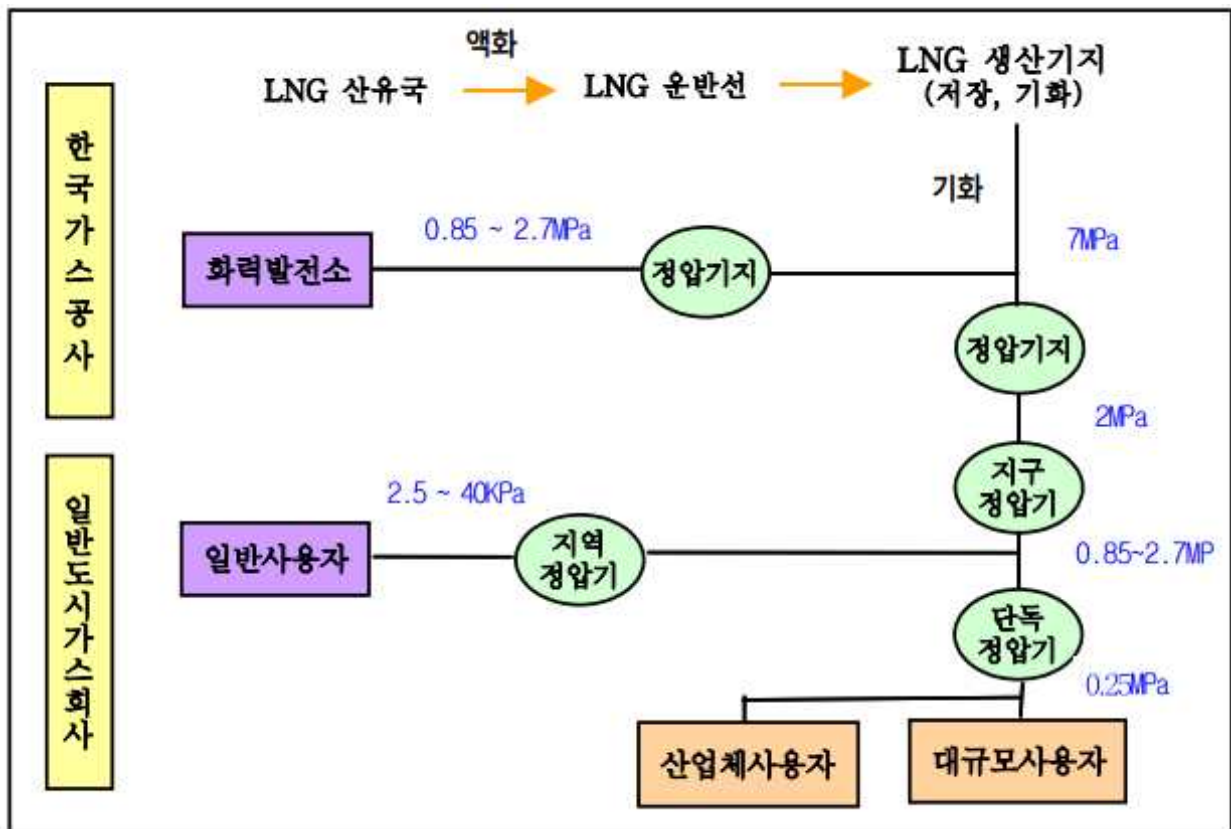 액화
LNG 산유국
LNG 운반선
LNG 생산기지
(저장, 기화)
한국가스공사
기화
0.85 ~ 2.7MPa
7MPa
화력발전소
정압기지
정압기지
2MPa
일반도시가스회사
지구
정압기
2.5 ~ 40KPa
일반사용자
지역
정압기
0.85~2.7MP
단독
정압기
0.25MPa
산업체사용자
대규모사용자